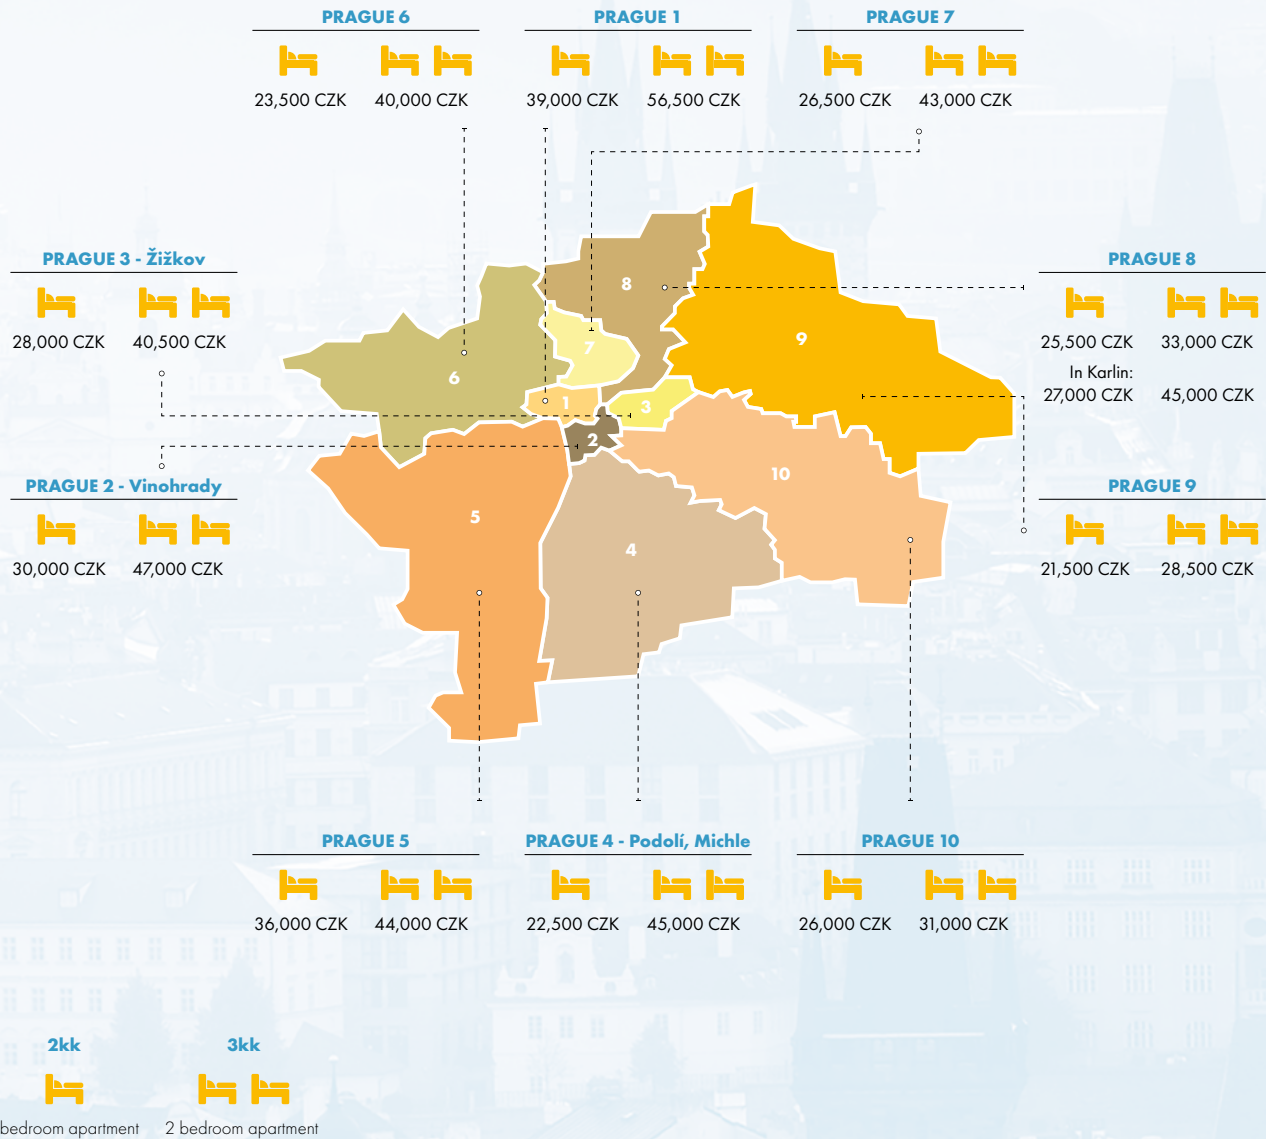 PRAGUE 6
23,500 CZK 40,000 CZK
PRAGUE 1
39,000 CZK 56,500 CZK
PRAGUE 7
26,500 CZK 43,000 CZK
PRAGUE 3 - Žižkov
28,000 CZK 40,500 CZK
PRAGUE 2 - Vinohrady
30,000 CZK 47,000 CZK
8
9
7
6
1
3
2
10
5
4
PRAGUE 8
25,500 CZK 33,000 CZK
In Karlin:
27,000 CZK 45,000 CZK
PRAGUE 9
21,500 CZK 28,500 CZK
PRAGUE 5
36,000 CZK 44,000 CZK
PRAGUE 4 - Podolí, Michle
22,500 CZK 45,000 CZK
PRAGUE 10
26,000 CZK 31,000 CZK
2kk 3kk
bedroom apartment 2 bedroom apartment